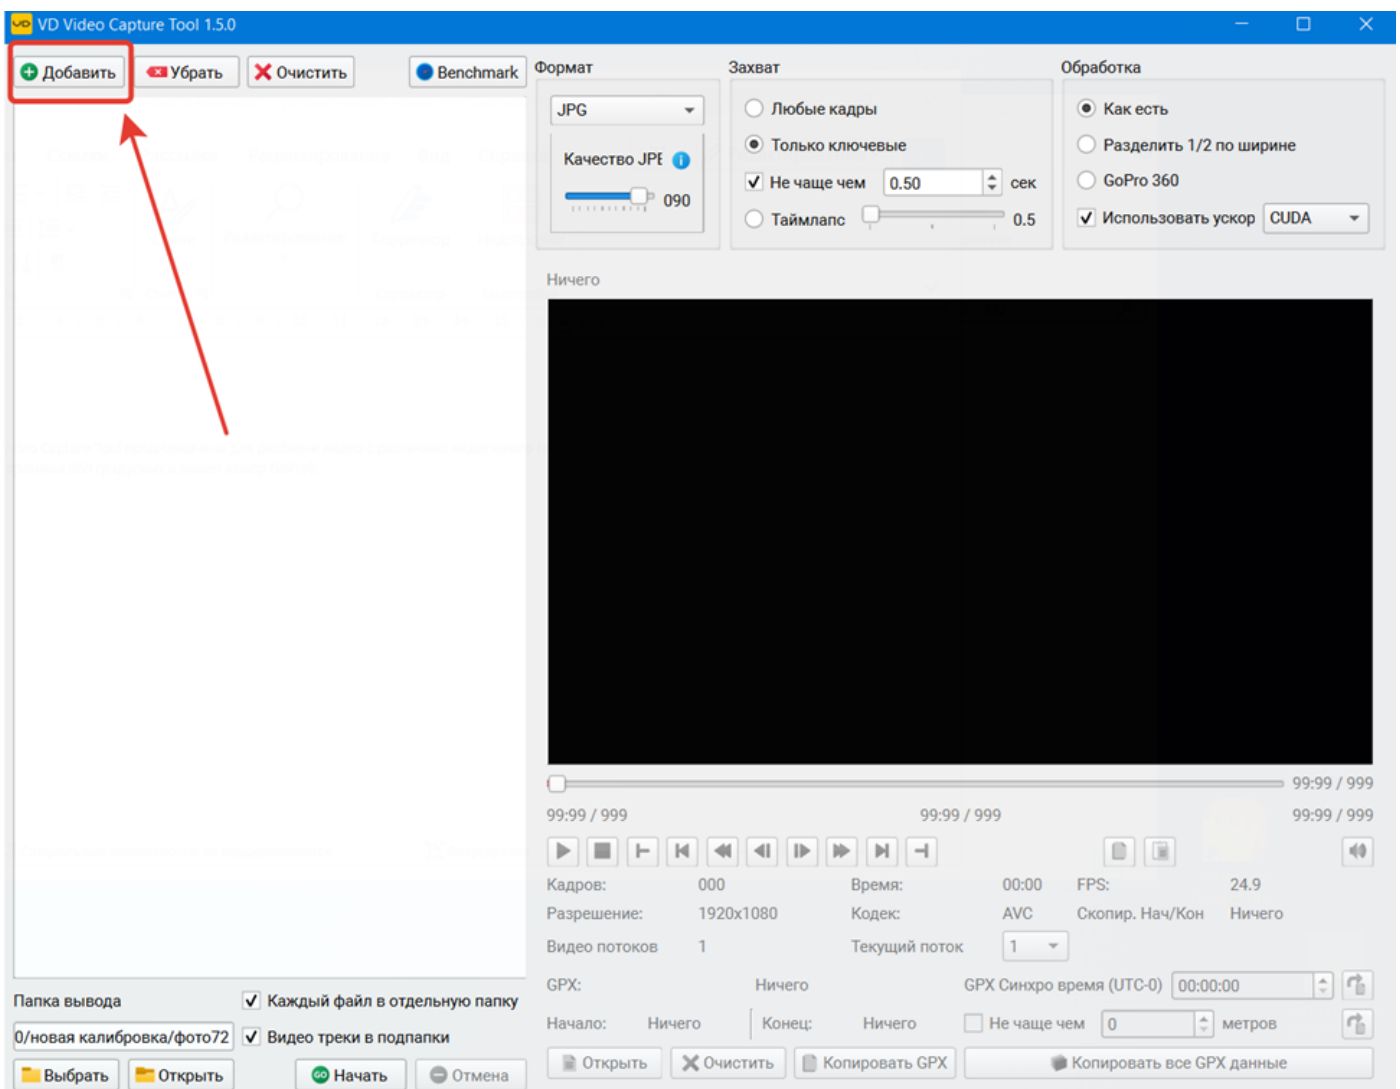 VD Video Capture Tool 1.5.0
Добавить Убрать Очистить Benchmark
Формат Захват Обработка
JPG
Качество JPE
090
Любые кадры
Только ключевые
Не чаще чем 0.50 сек
Таймлапс 0.5
Как есть
Разделить 1/2 по ширине
GoPro 360
Использовать ускор CUDA
Ничего
99:99 / 999
99:99 / 999 99:99 / 999 99:99 / 999
Кадров: 000 Время: 00:00 FPS: 24.9
Разрешение: 1920x1080 Кодек: AVC Скопир. Нач/Кон Ничего
Видео потоков 1 Текущий поток 1
GPX: Ничего GPX Синхро время (UTC-0) 00:00:00
Начало: Ничего Конец: Ничего Не чаще чем 0 метров
Открыть Очистить Копировать GPX Копировать все GPX данные
Папка вывода Каждый файл в отдельную папку
0/новая калибровка/фото72 Видео треки в подпапки
Выбрать Открыть GO Начать Отмена